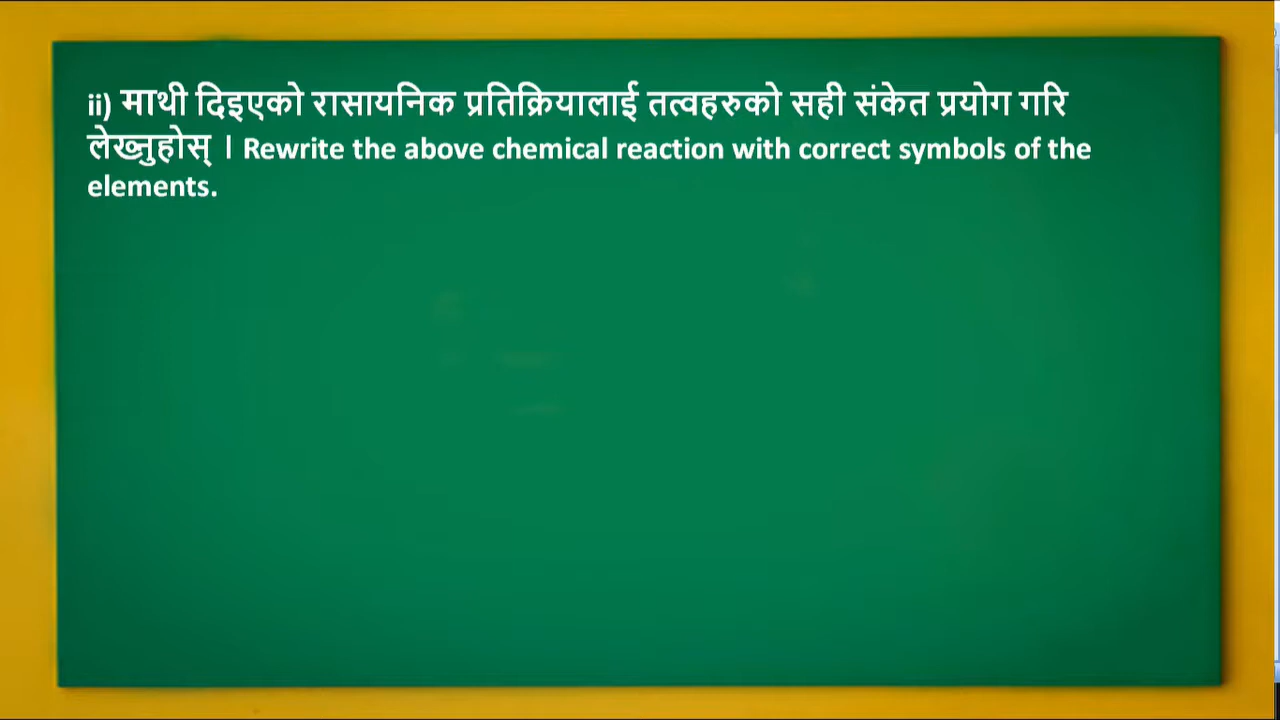 ii) माथी दिइएको रासायनिक प्रतिक्रियालाई तत्वहरुको सही संकेत प्रयोग गरि
लेख्नुहोस् । Rewrite the above chemical reaction with correct symbols of the
elements.